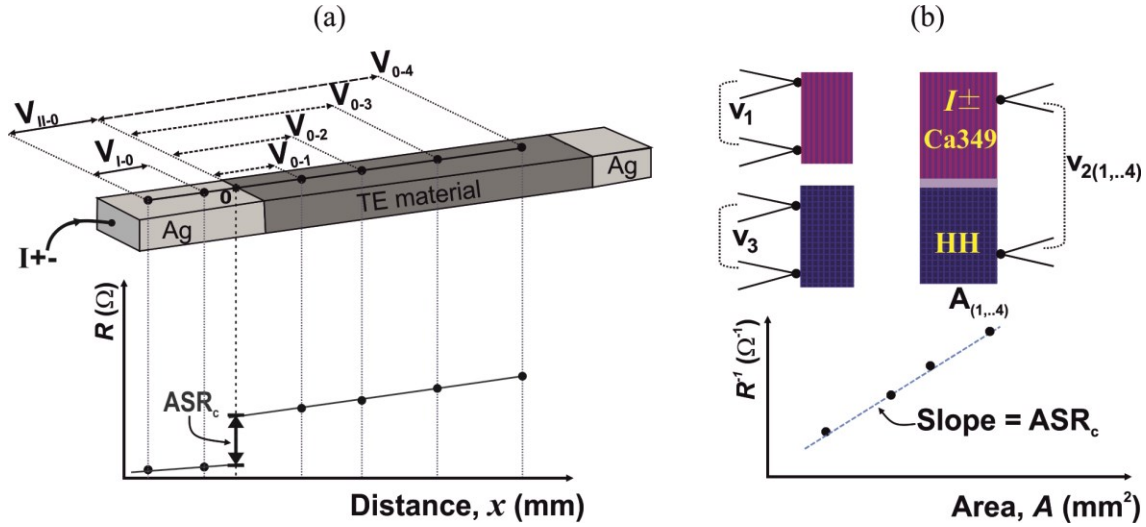 (a)
V0-4
VII-0
V0-3
VI-0
V0-2
V0-1
0
Ag
TE material
Ag
I+-
R (Ω)
ASRc
Distance, x (mm)
(b)
v1
I±
Ca349
v2(1,..4)
v3
HH
A(1,..4)
R-1 (Ω-1)
Slope = ASRc
Area, A (mm2)